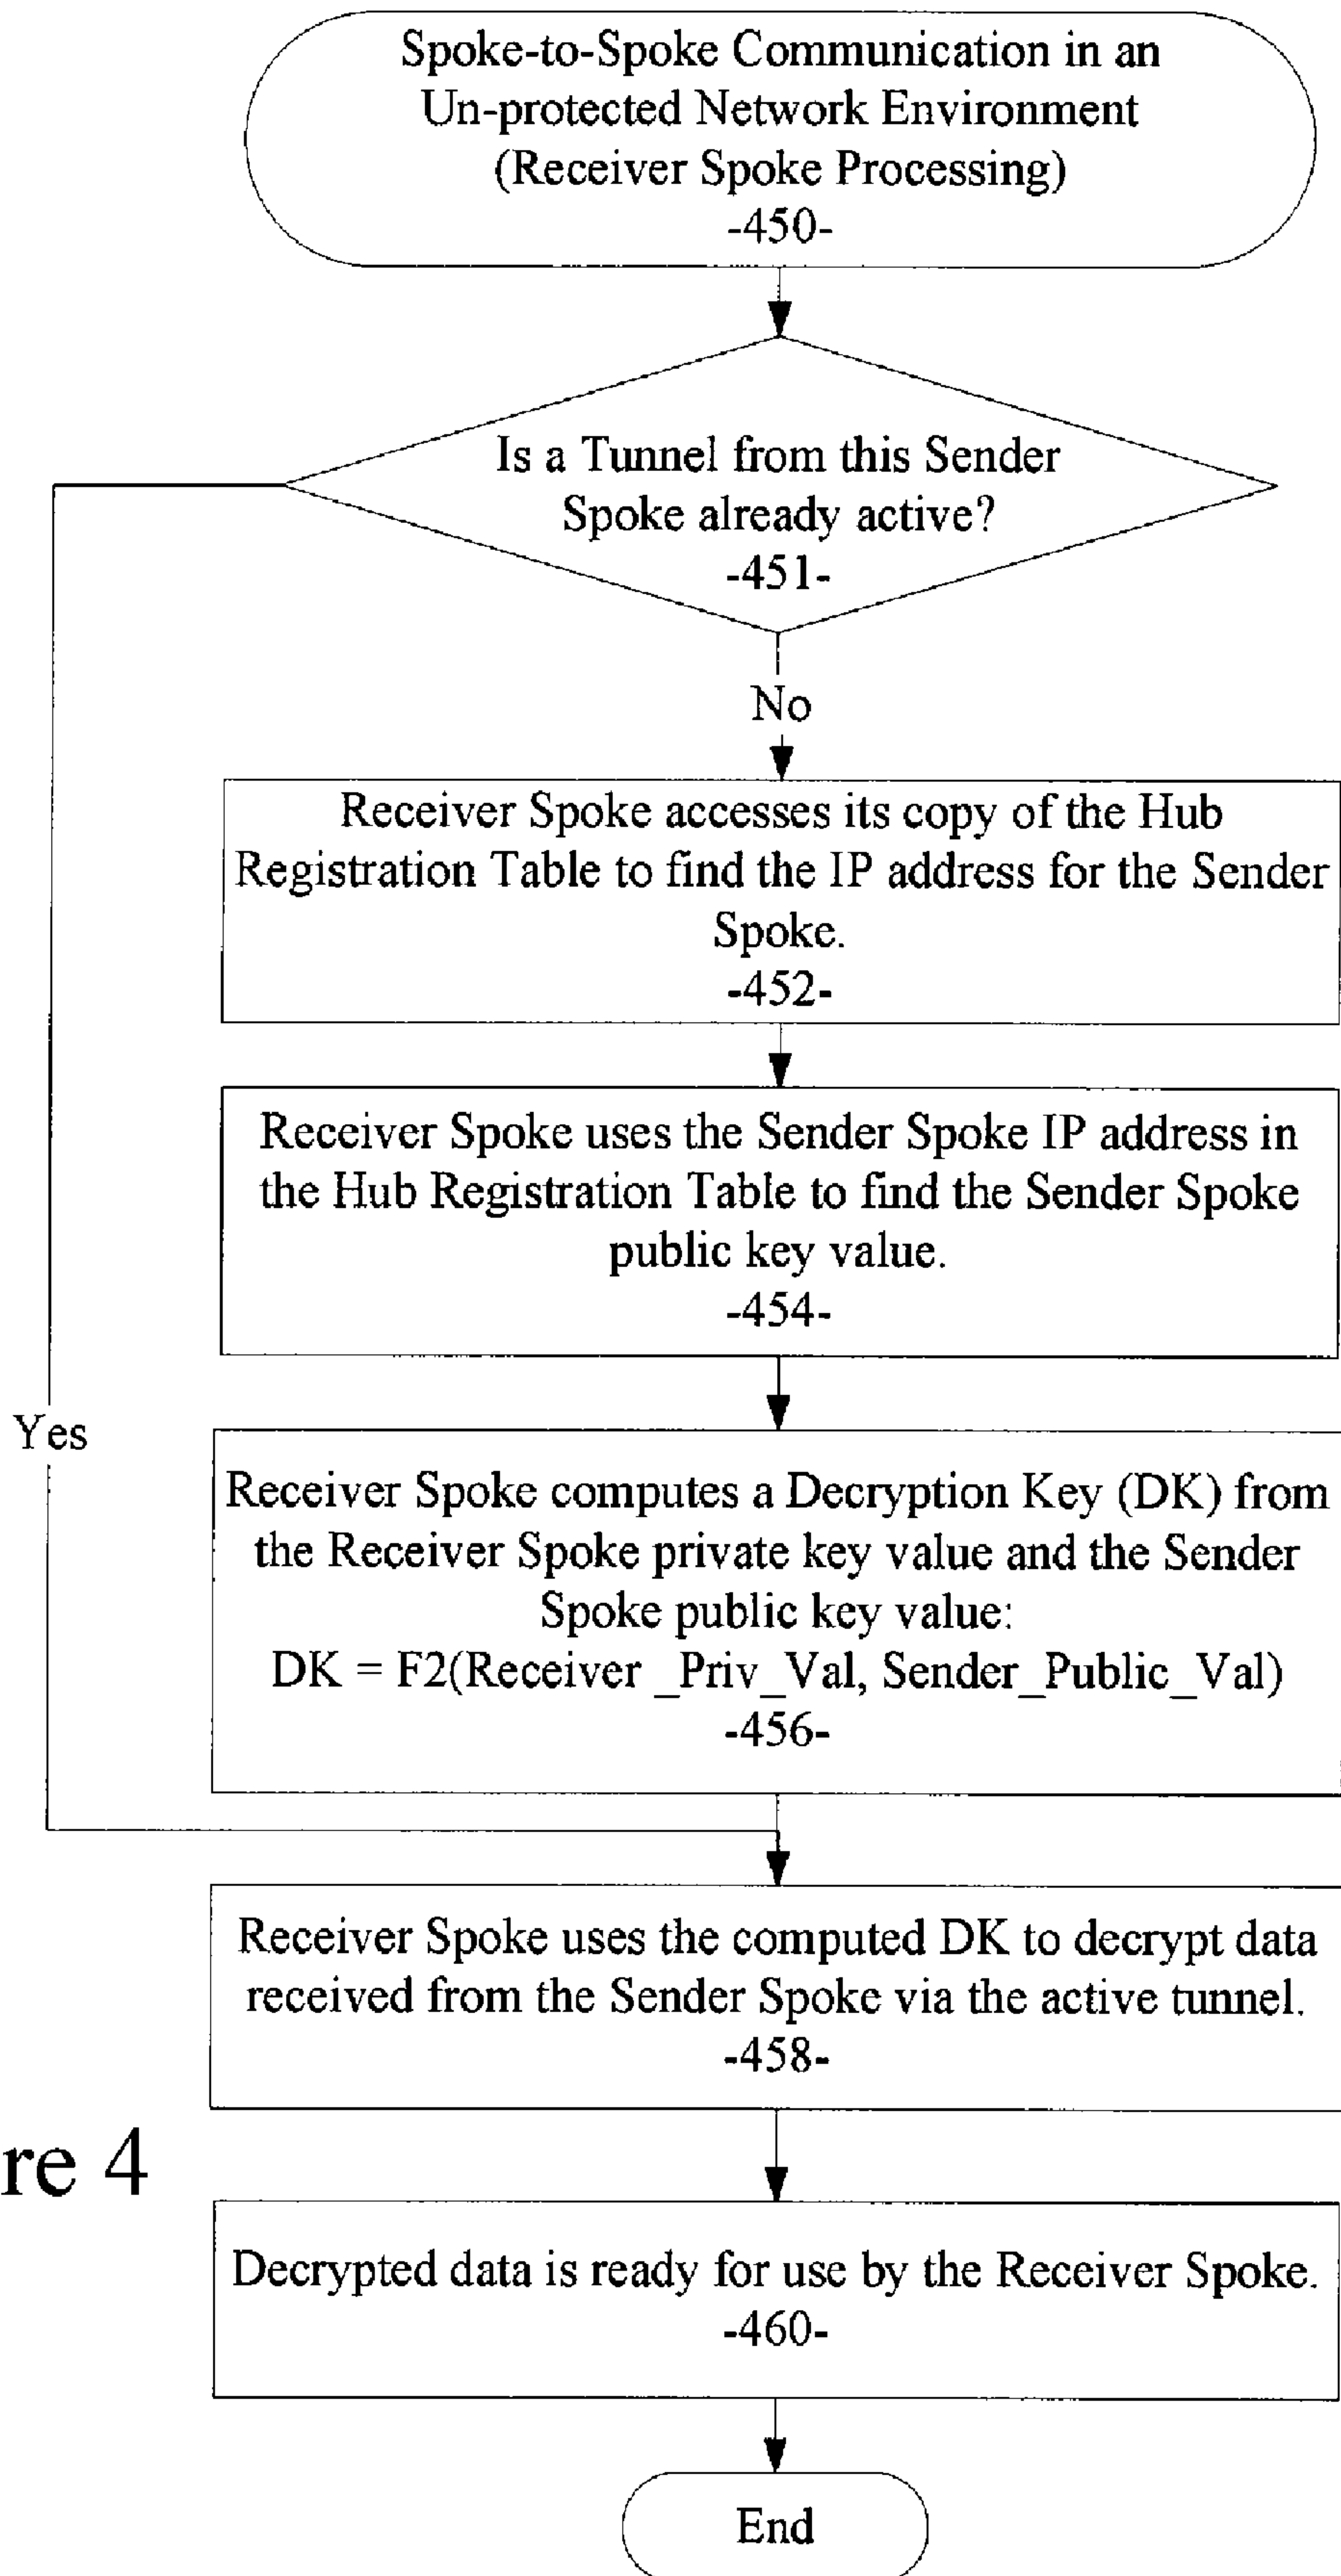 Spoke-to-Spoke Communication in an
Un-protected Network Environment
(Receiver Spoke Processing)
-450-
Is a Tunnel from this Sender
Spoke already active?
-451-
No
Receiver Spoke accesses its copy of the Hub
Registration Table to find the IP address for the Sender
Spoke.
-452-
Receiver Spoke uses the Sender Spoke IP address in
the Hub Registration Table to find the Sender Spoke
public key value.
-454-
Yes
Receiver Spoke computes a Decryption Key (DK) from
the Receiver Spoke private key value and the Sender
Spoke public key value:
DK = F2(Receiver _Priv_Val, Sender_Public_Val)
-456-
Receiver Spoke uses the computed DK to decrypt data
received from the Sender Spoke via the active tunnel.
-458-
re 4
Decrypted data is ready for use by the Receiver Spoke.
-460-
End